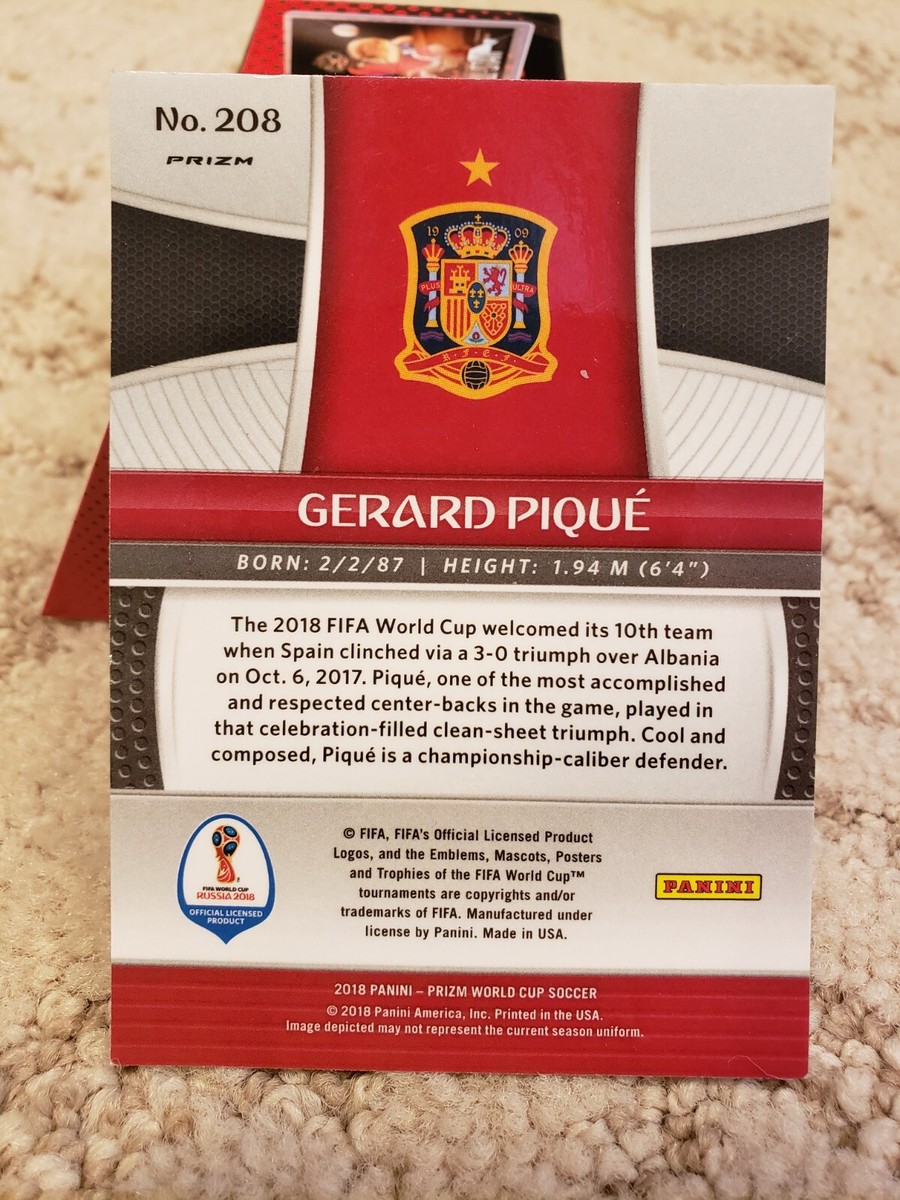 No. 208
PRIZM
19 09
PLUS ULTRA
R·F·E·F·
GERARD PIQUÉ
BORN: 2/2/87 | HEIGHT: 1.94 M (6'4")
The 2018 FIFA World Cup welcomed its 10th team
when Spain clinched via a 3-0 triumph over Albania
on Oct. 6, 2017. Piqué, one of the most accomplished
and respected center-backs in the game, played in
that celebration-filled clean-sheet triumph. Cool and
composed, Piqué is a championship-caliber defender.
FIFA WORLD CUP
RUSSIA 2018
OFFICIAL LICENSED
PRODUCT
© FIFA, FIFA's Official Licensed Product
Logos, and the Emblems, Mascots, Posters
and Trophies of the FIFA World Cup™
tournaments are copyrights and/or
trademarks of FIFA. Manufactured under
license by Panini. Made in USA.
PANINI
2018 PANINI – PRIZM WORLD CUP SOCCER
© 2018 Panini America, Inc. Printed in the USA.
Image depicted may not represent the current season uniform.